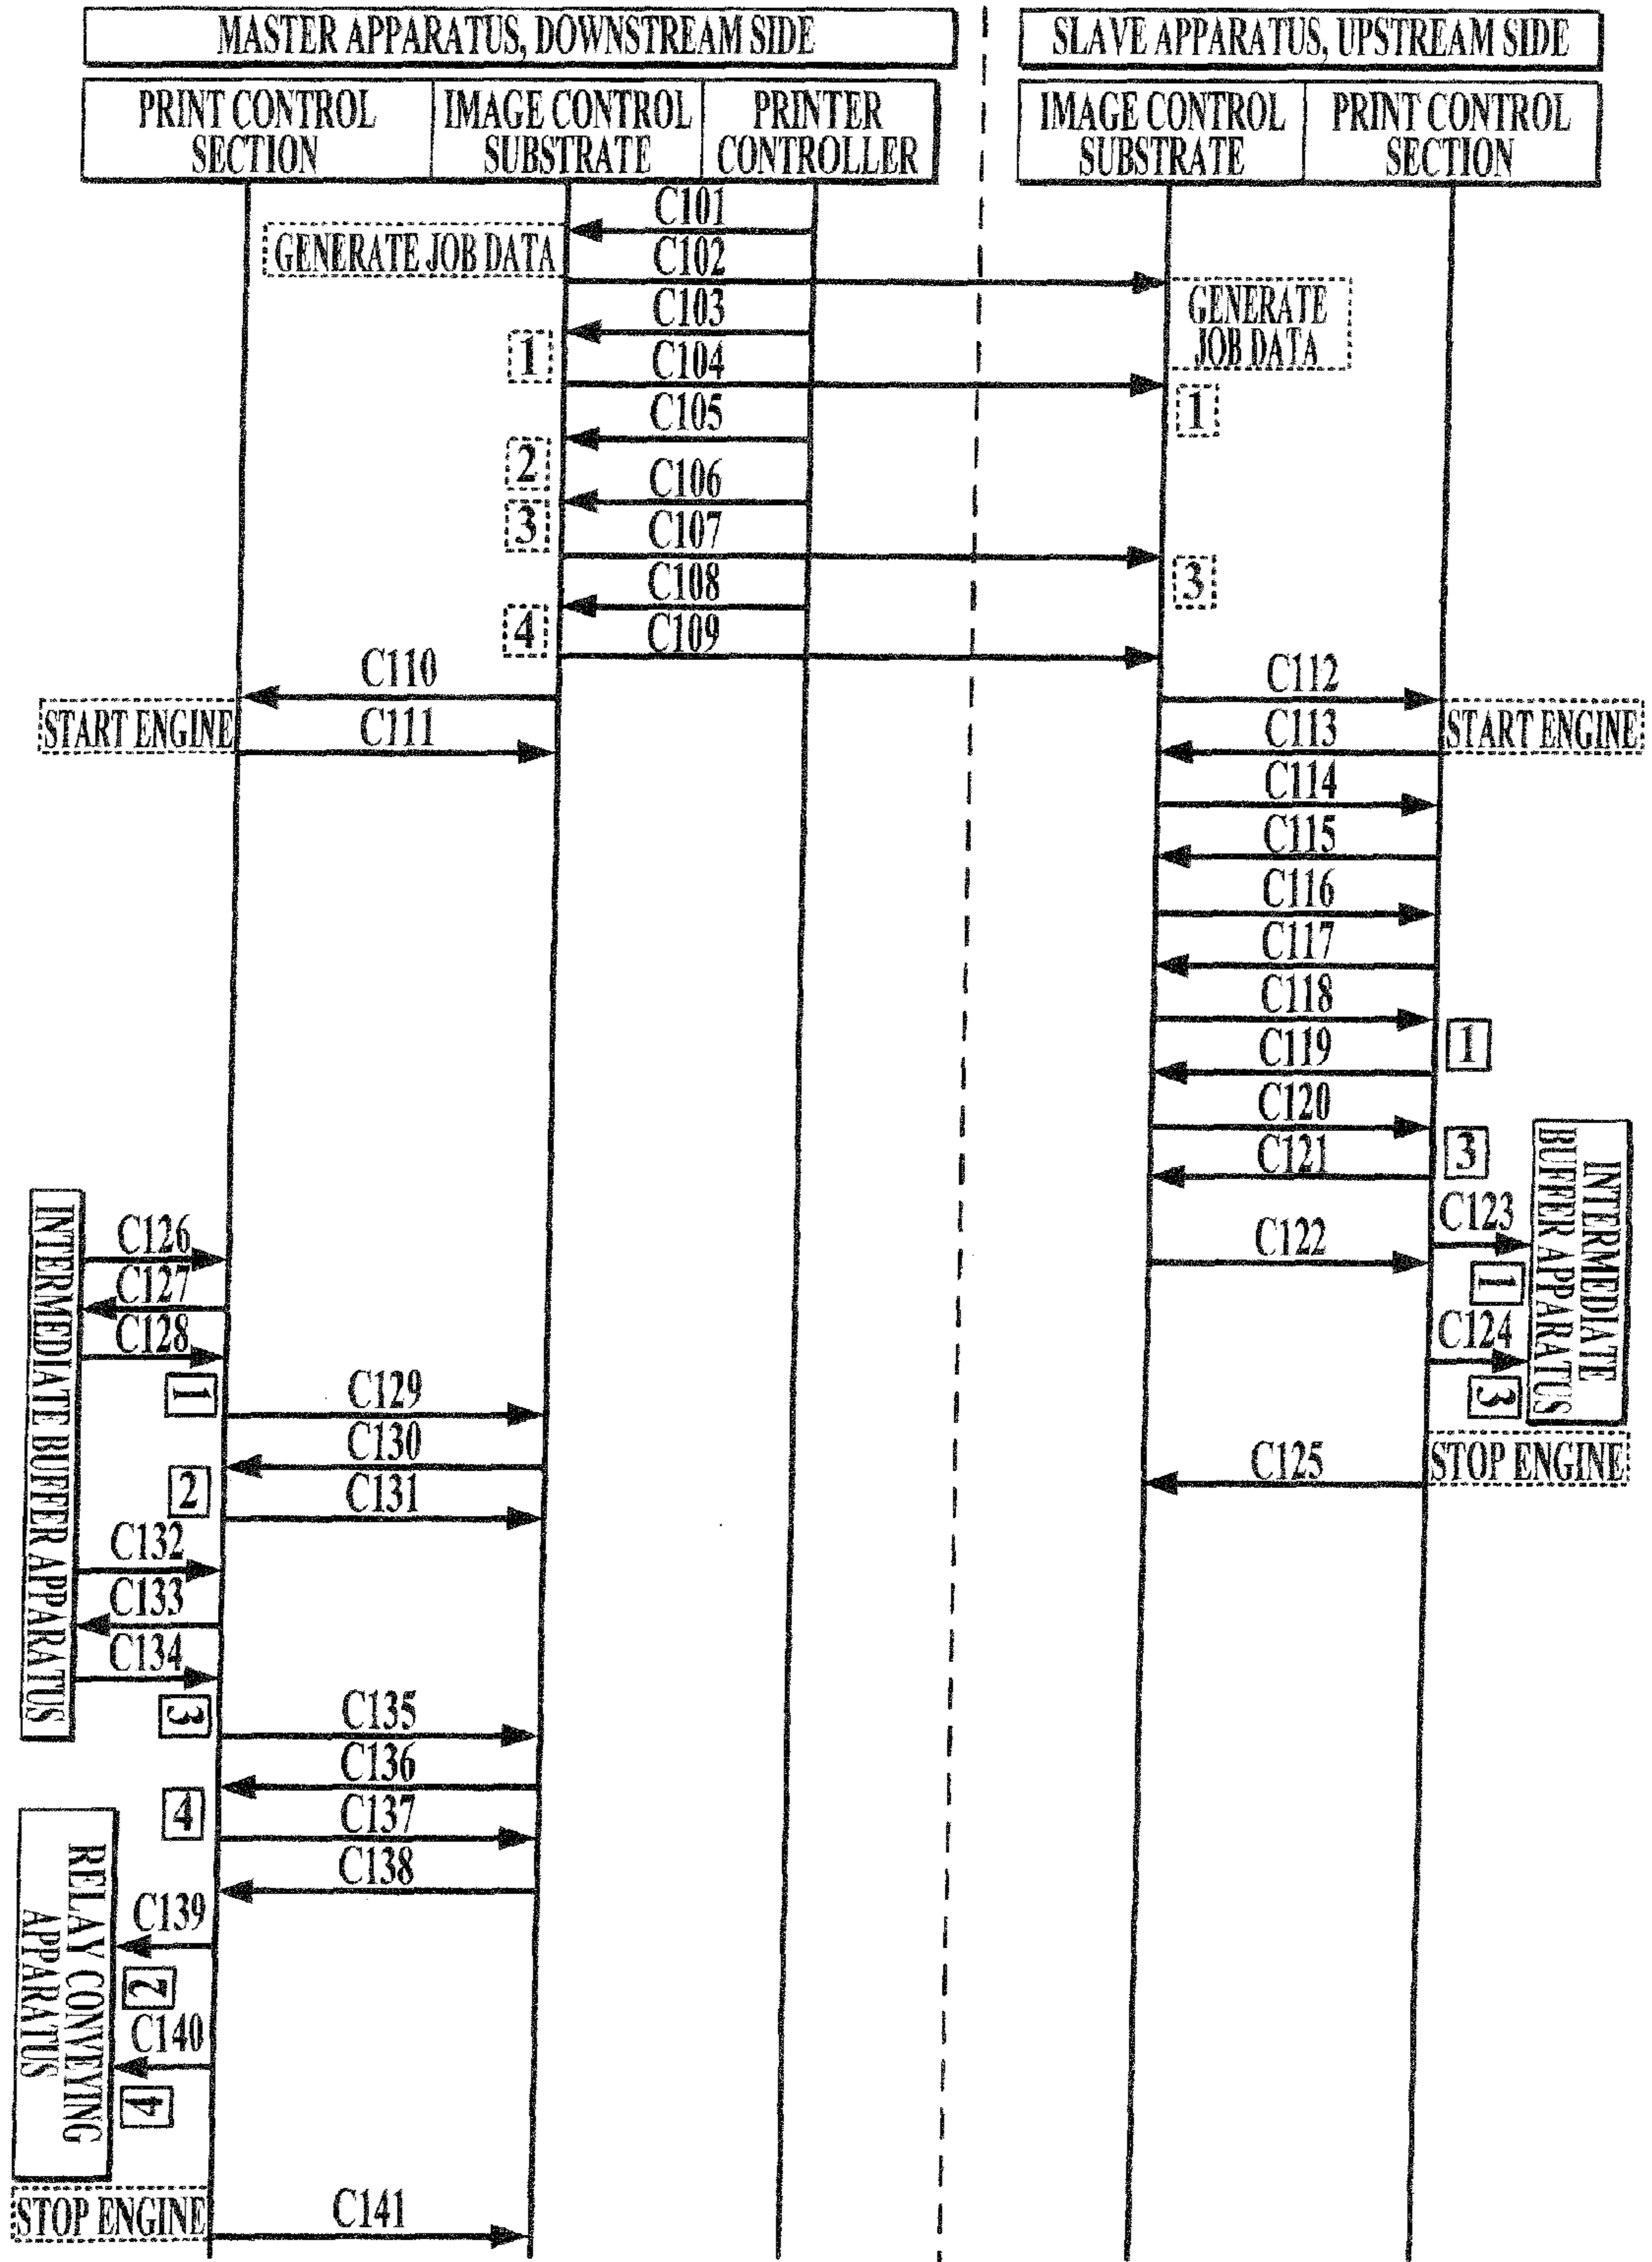 MASTER APPARATUS, DOWNSTREAM SIDE
SLAVE APPARATUS, UPSTREAM SIDE
PRINT CONTROL
SECTION
IMAGE CONTROL
SUBSTRATE
PRINTER
CONTROLLER
IMAGE CONTROL
SUBSTRATE
PRINT CONTROL
SECTION
C101
GENERATE JOB DATA
C102
GENERATE
JOB DATA
C103
1
C104
1
C105
2
C106
3
C107
3
C108
4
C109
C110
C112
START ENGINE
C111
C113
START ENGINE
C114
C115
C116
C117
C118
1
C119
C120
3
C121
INTERMEDIATE
BUFFER APPARATUS
C123
C122
1
C124
3
INTERMEDIATE BUFFER APPARATUS
C126
C127
C128
1
C129
C130
STOP ENGINE
C125
2
C131
C132
C133
C134
3
C135
C136
4
C137
C138
RELAY CONVEYING
APPARATUS
C139
2
C140
4
STOP ENGINE
C141